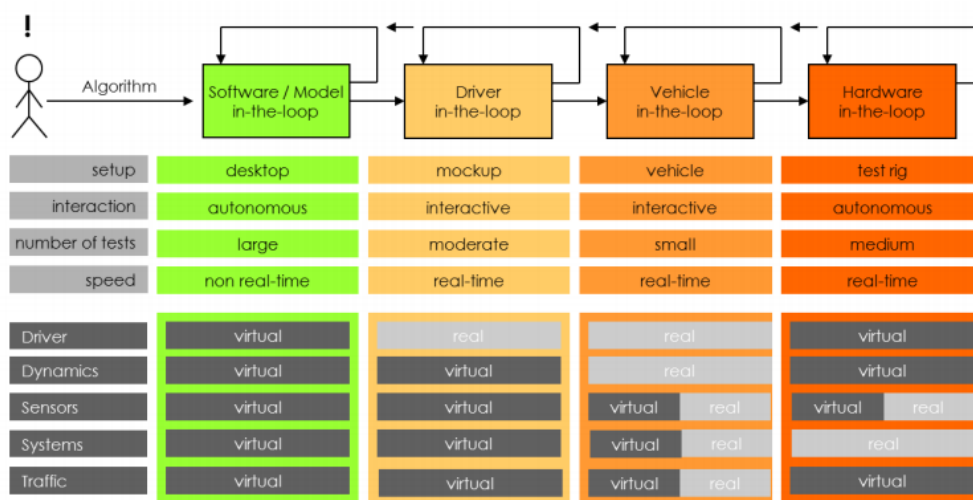 !
Algorithm
Software / Model
in-the-loop
Driver
in-the-loop
Vehicle
in-the-loop
Hardware
in-the-loop
setup desktop mockup vehicle test rig
interaction autonomous interactive interactive autonomous
number of tests large moderate small medium
speed non real-time real-time real-time real-time
Driver virtual real real virtual
Dynamics virtual virtual real virtual
Sensors virtual virtual virtual real virtual real
Systems virtual virtual virtual real real
Traffic virtual virtual virtual real virtual